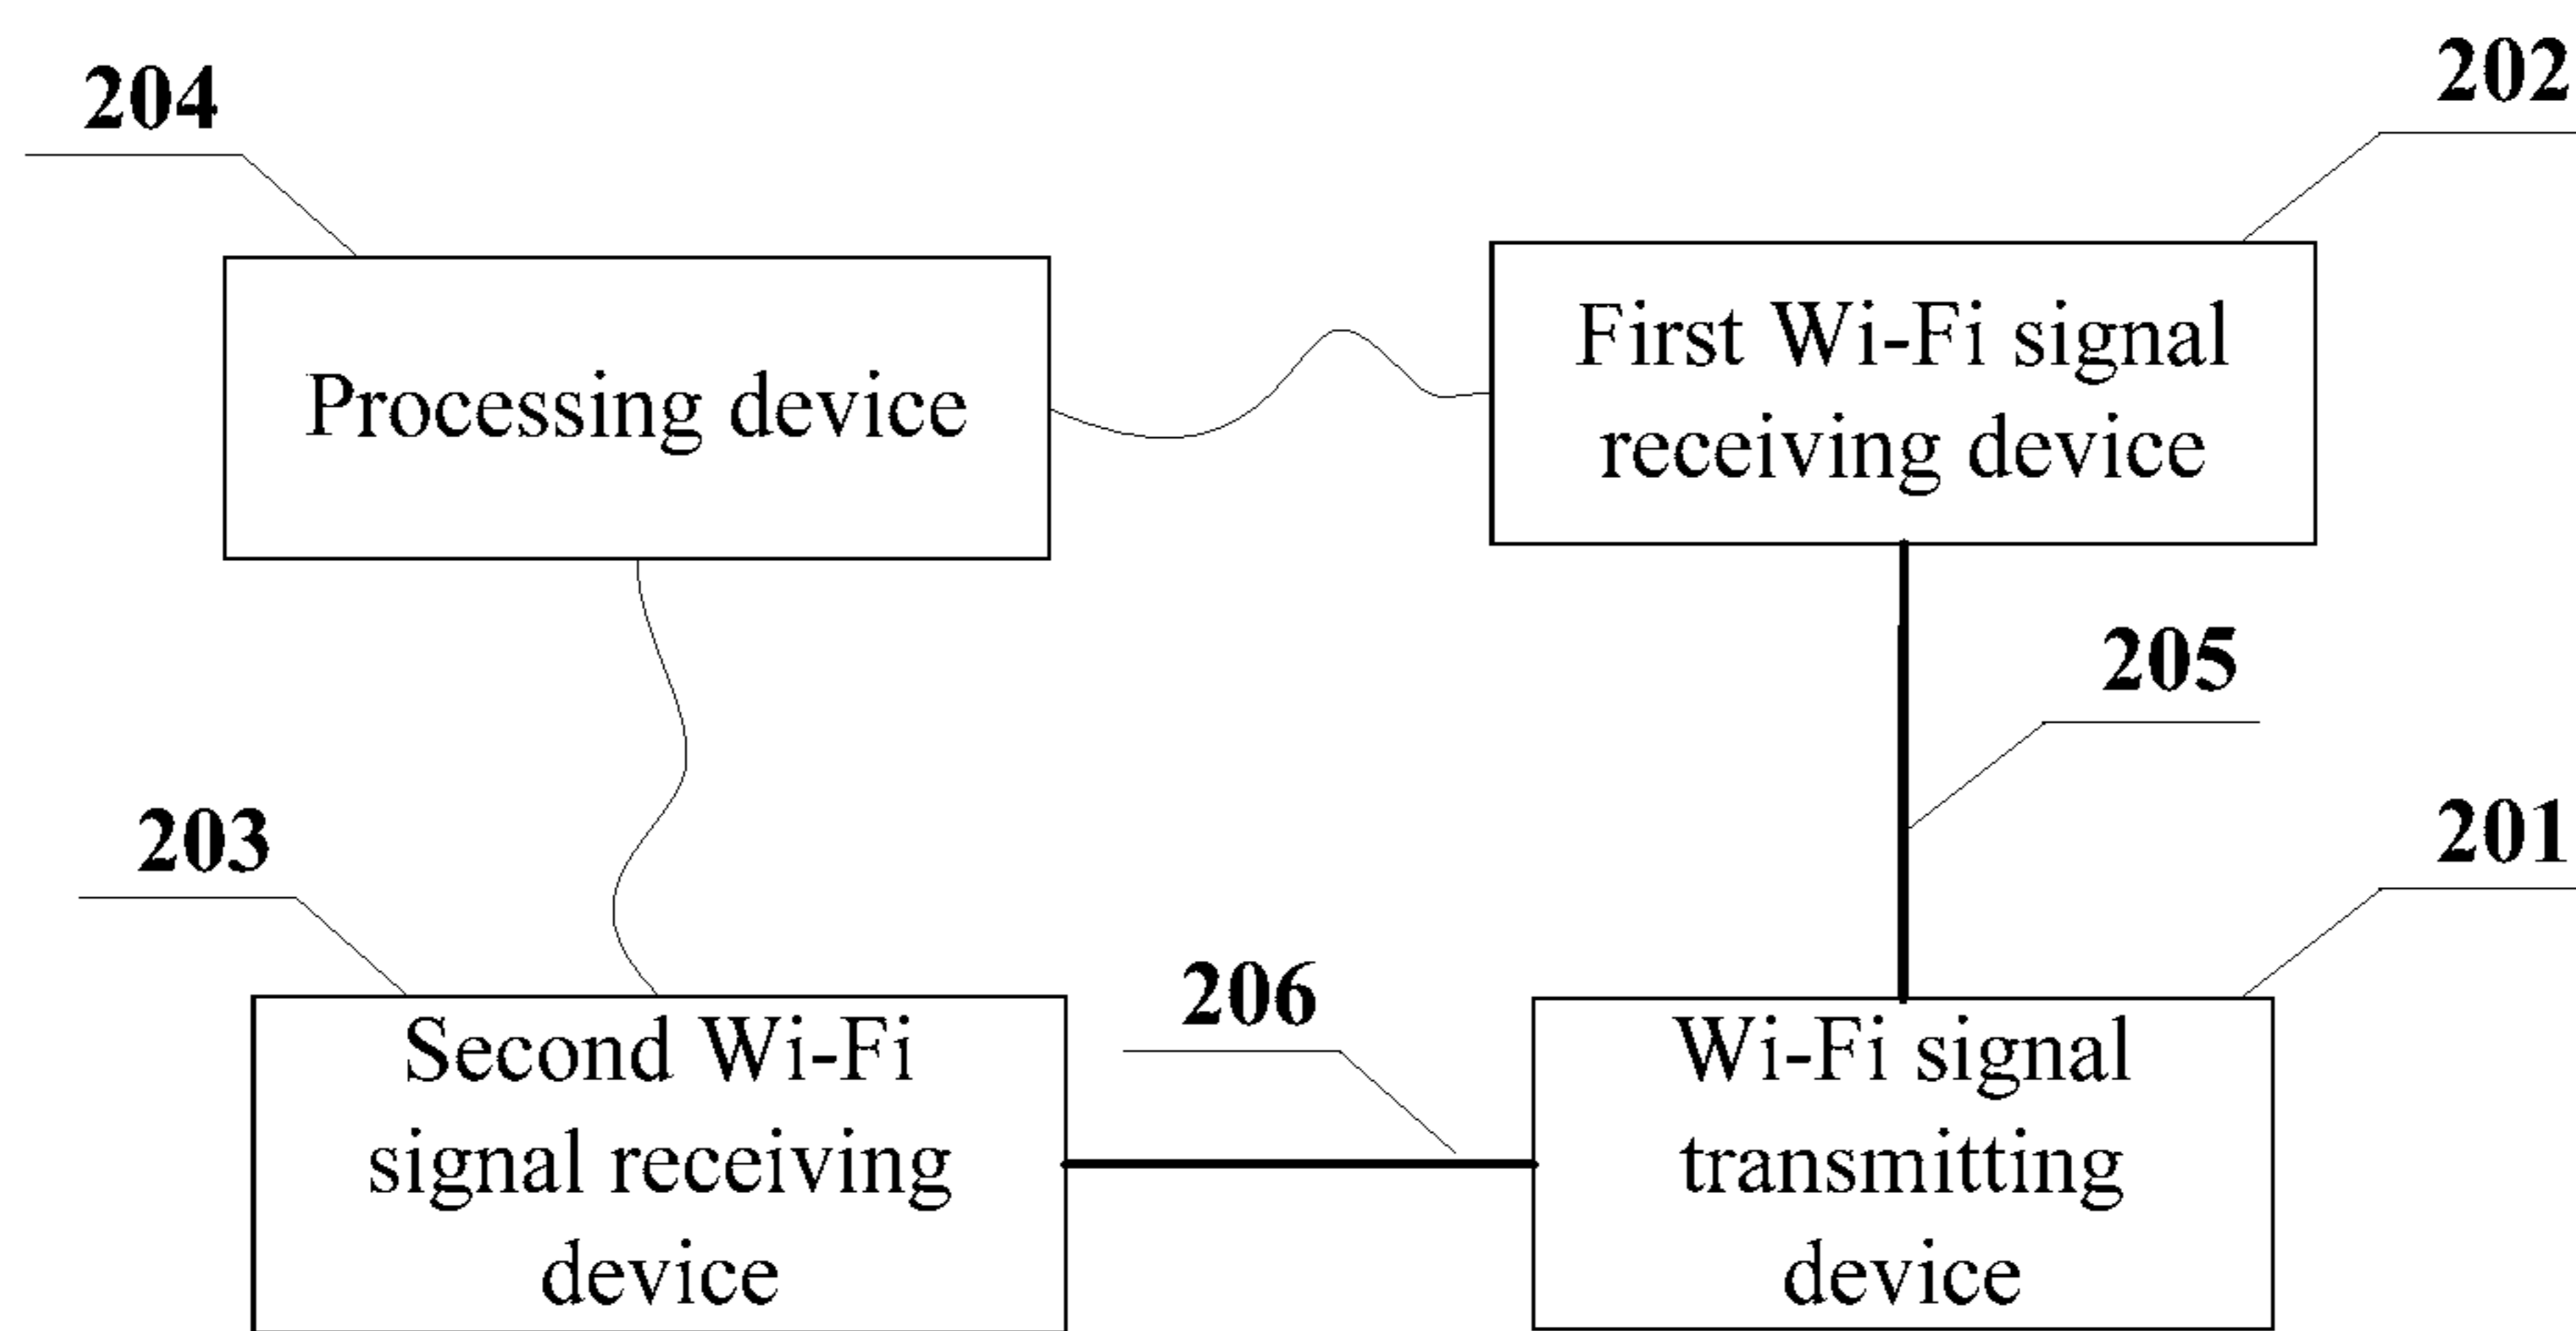 204
202
Processing device
First Wi-Fi signal
receiving device
205
203
201
206
Second Wi-Fi
signal receiving
device
Wi-Fi signal
transmitting
device